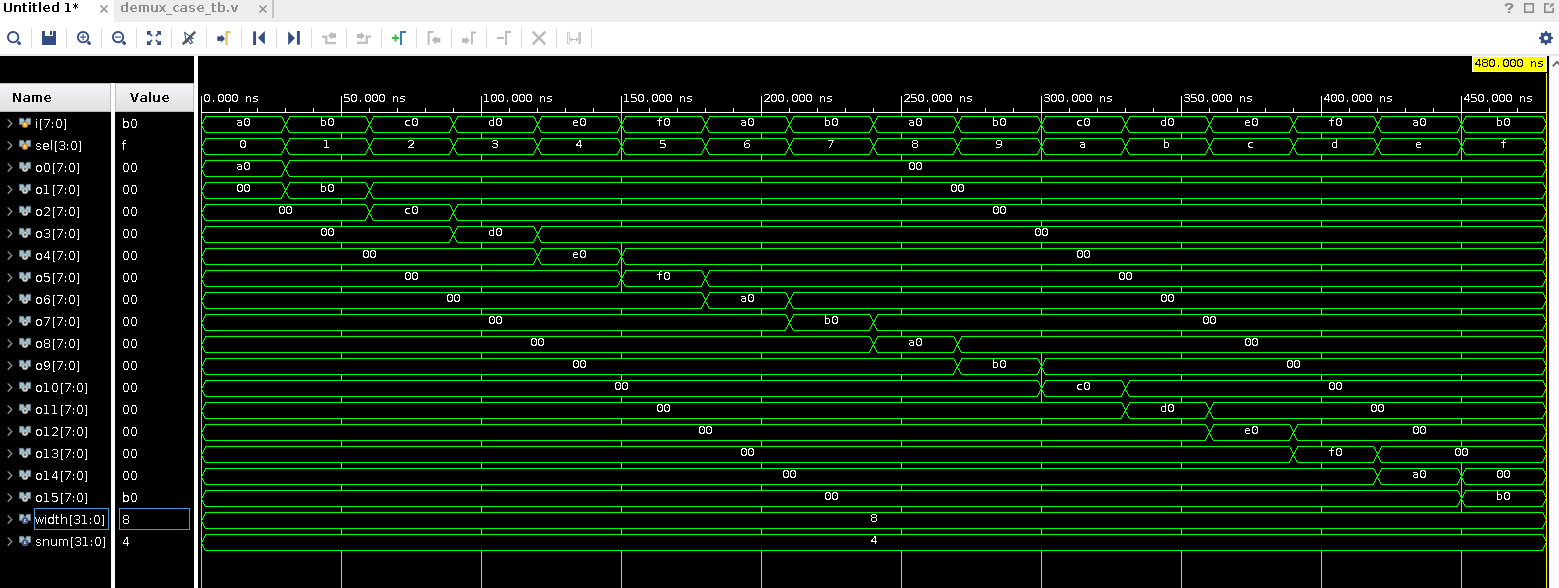 Untitled 1* × demux_case_tb.v ×
?
480.000 ns
Name Value 0.000 ns 50.000 ns 100.000 ns 150.000 ns 200.000 ns 250.000 ns 300.000 ns 350.000 ns 400.000 ns 450.000 ns
i[7:0] b0 a0 b0 c0 d0 e0 f0 a0 b0 a0 b0 c0 d0 e0 f0 a0 b0
sel[3:0] f 0 1 2 3 4 5 6 7 8 9 a b c d e f
o0[7:0] 00 a0 00
o1[7:0] 00 00 b0 00
o2[7:0] 00 00 c0 00
o3[7:0] 00 00 d0 00
o4[7:0] 00 00 e0 00
o5[7:0] 00 00 f0 00
o6[7:0] 00 00 a0 00
o7[7:0] 00 00 b0 00
o8[7:0] 00 00 a0 00
o9[7:0] 00 00 b0 00
o10[7:0] 00 00 c0 00
o11[7:0] 00 00 d0 00
o12[7:0] 00 00 e0 00
o13[7:0] 00 00 f0 00
o14[7:0] 00 00 a0 00
o15[7:0] b0 00 b0
width[31:0] 8 8
snum[31:0] 4 4